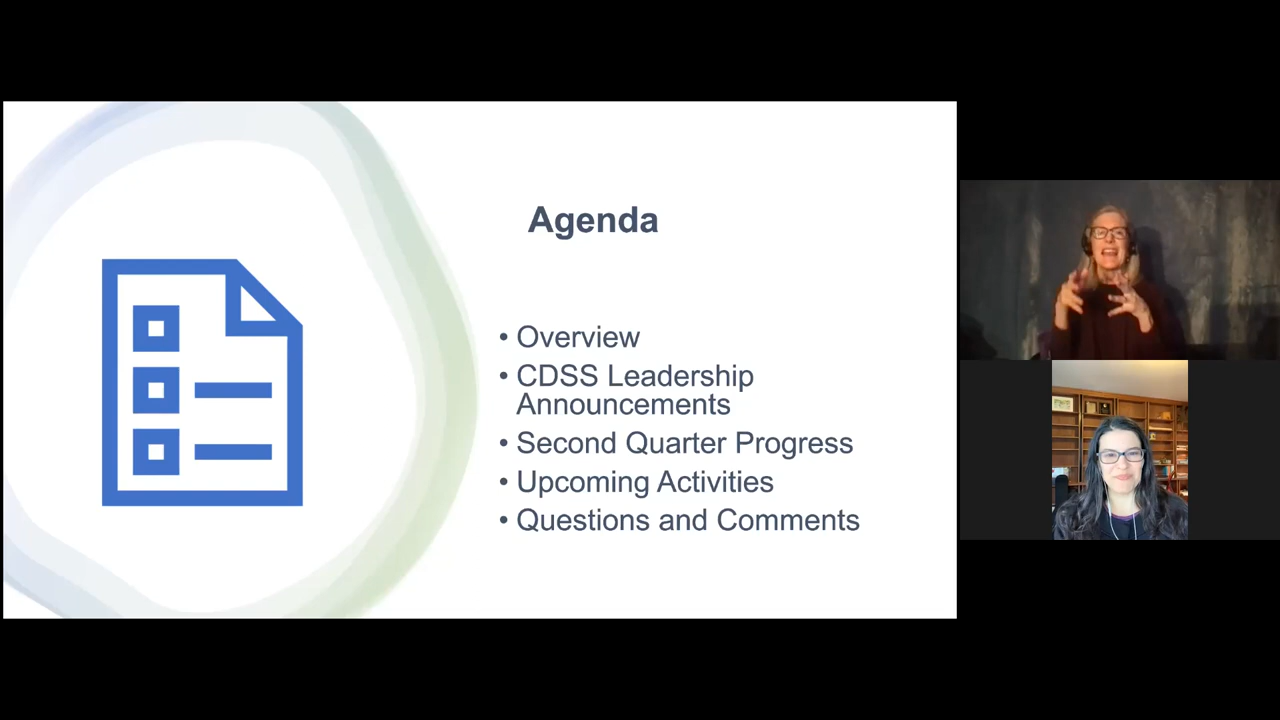 Agenda
• Overview
• CDSS Leadership
Announcements
• Second Quarter Progress
• Upcoming Activities
• Questions and Comments